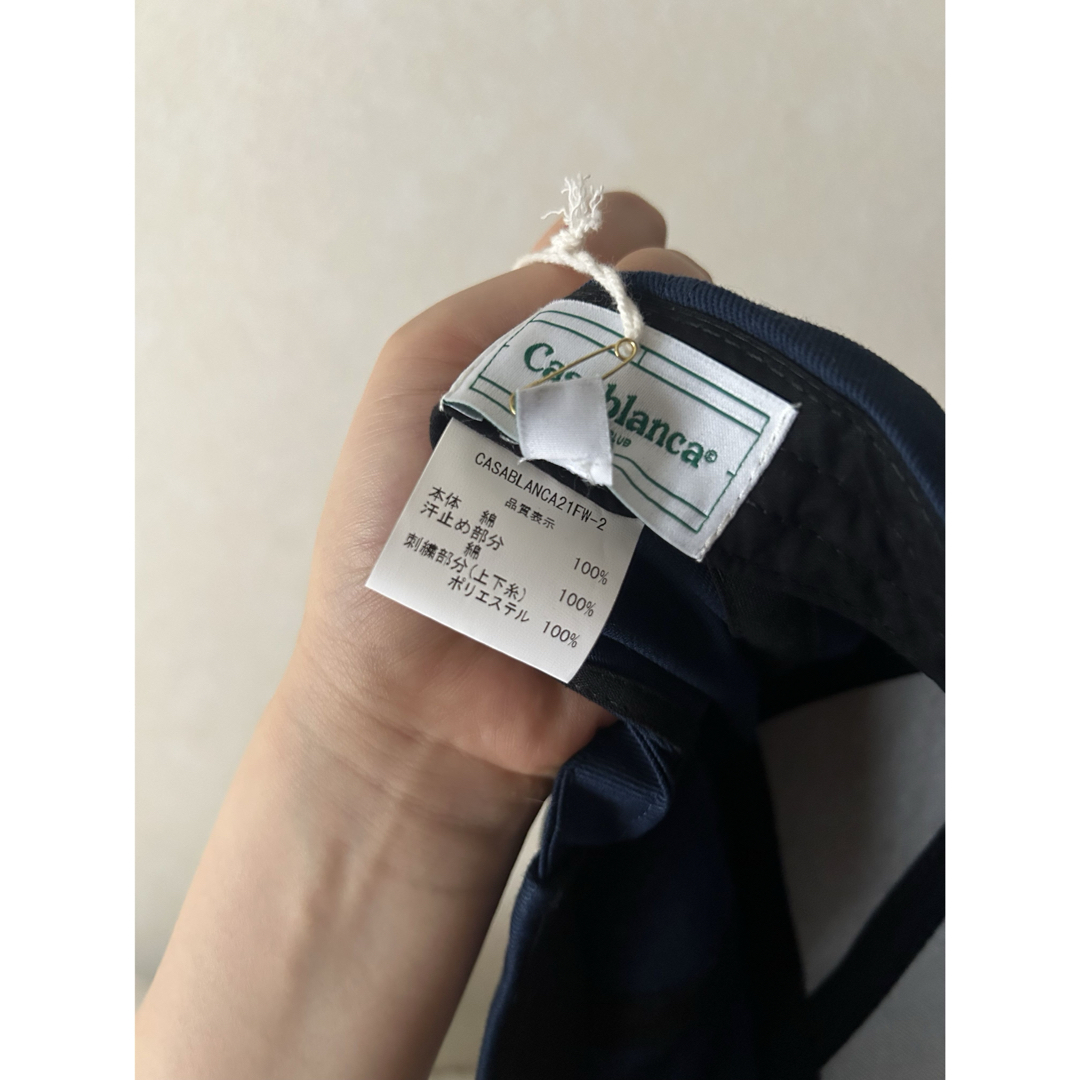 Casablanca©
CLUB
CASABLANCA21FW-2
品質表示
本体 綿 100%
汗止め部分
綿 100%
刺繍部分(上下糸)
ポリエステル 100%